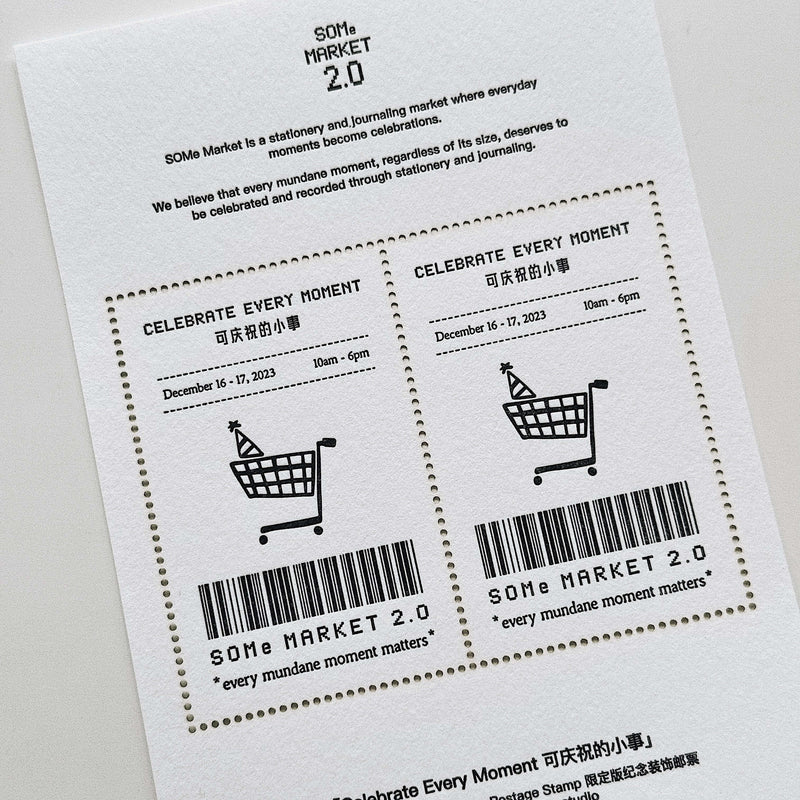 SOMe
MARKET
2.0
SOMe Market is a stationery and journaling market where everyday
moments become celebrations.
We believe that every mundane moment, regardless of its size, deserves to
be celebrated and recorded through stationery and journaling.
CELEBRATE EVERY MOMENT
可庆祝的小事
December 16 - 17, 2023 10am - 6pm
SOMe MARKET 2.0
*every mundane moment matters*
CELEBRATE EVERY MOMENT
可庆祝的小事
December 16 - 17, 2023 10am - 6pm
SOMe MARKET 2.0
*every mundane moment matters*
Celebrate Every Moment 可庆祝的小事」
Postage Stamp 限定版纪念装饰邮票